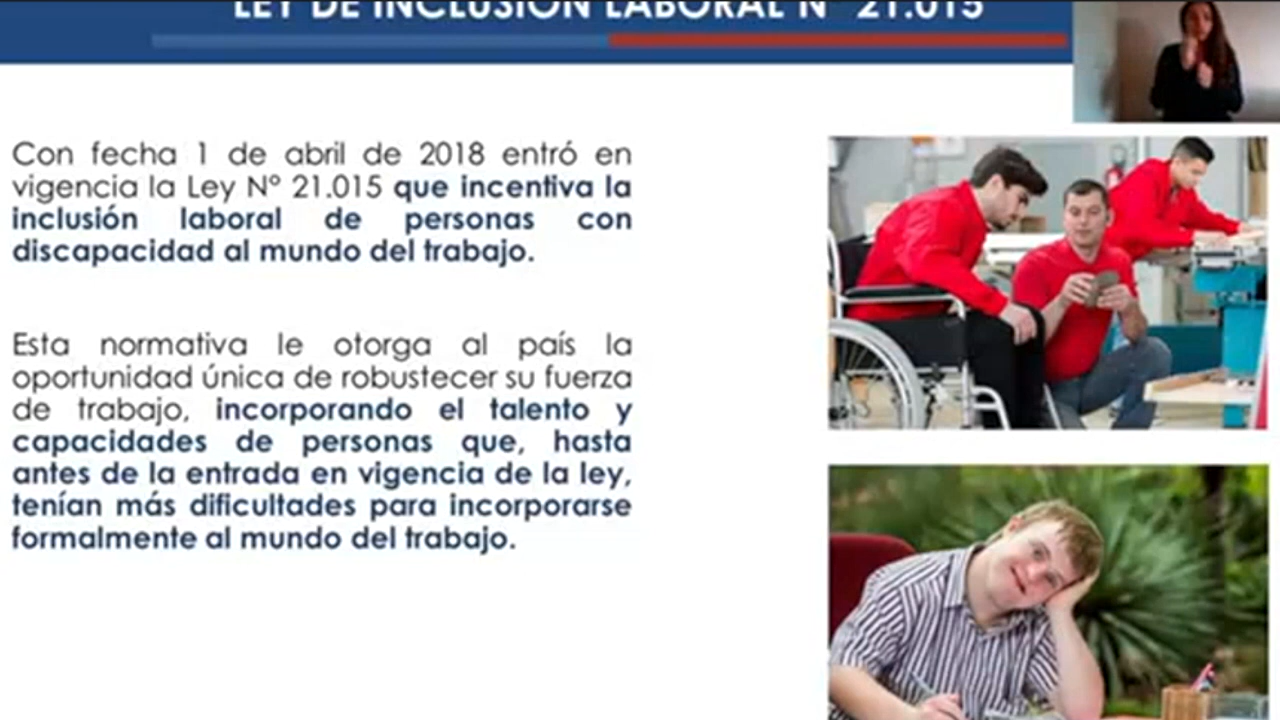 LEY DE INCLUSIÓN LABORAL N° 21.015
Con fecha 1 de abril de 2018 entró en
vigencia la Ley Nº 21.015 que incentiva la
inclusión laboral de personas con
discapacidad al mundo del trabajo.
Esta normativa le otorga al país la
oportunidad única de robustecer su fuerza
de trabajo, incorporando el talento y
capacidades de personas que, hasta
antes de la entrada en vigencia de la ley,
tenían más dificultades para incorporarse
formalmente al mundo del trabajo.